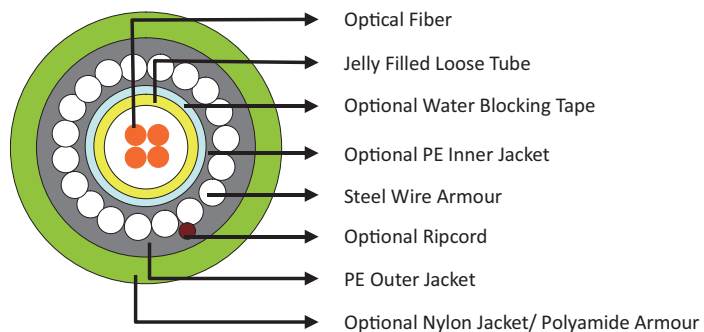 Optical Fiber
Jelly Filled Loose Tube
Optional Water Blocking Tape
Optional PE Inner Jacket
Steel Wire Armour
Optional Ripcord
PE Outer Jacket
Optional Nylon Jacket/ Polyamide Armour